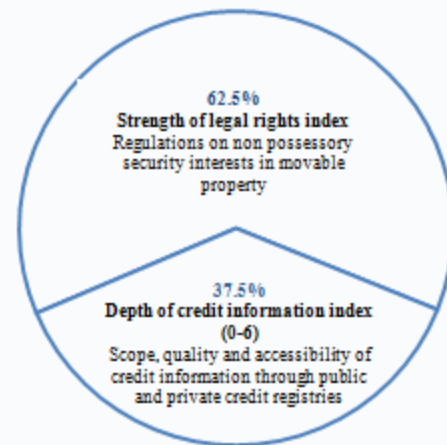 62.5%
Strength of legal rights index
Regulations on non possessory
security interests in movable
property
37.5%
Depth of credit information index
(0-6)
Scope, quality and accessibility of
credit information through public
and private credit registries